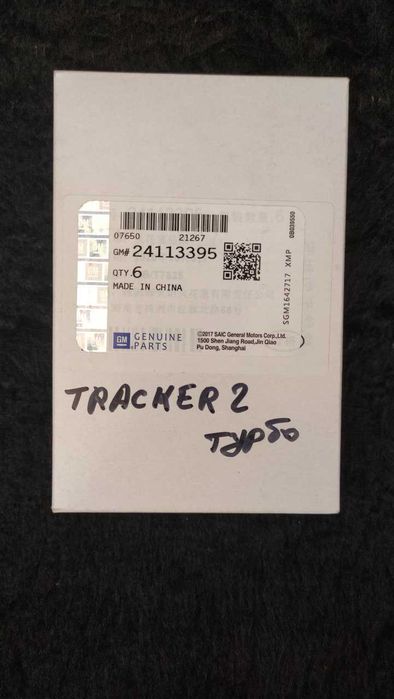 07650 21267
GM# 24113395
QTY.6
MADE IN CHINA
GM GENUINE PARTS
©2017 SAIC General Motors Corp.,Ltd.
1500 Shen Jiang Road,Jin Qiao
Pu Dong, Shanghai
SGM1642717 XMP
TRACKER 2
ТУРБО